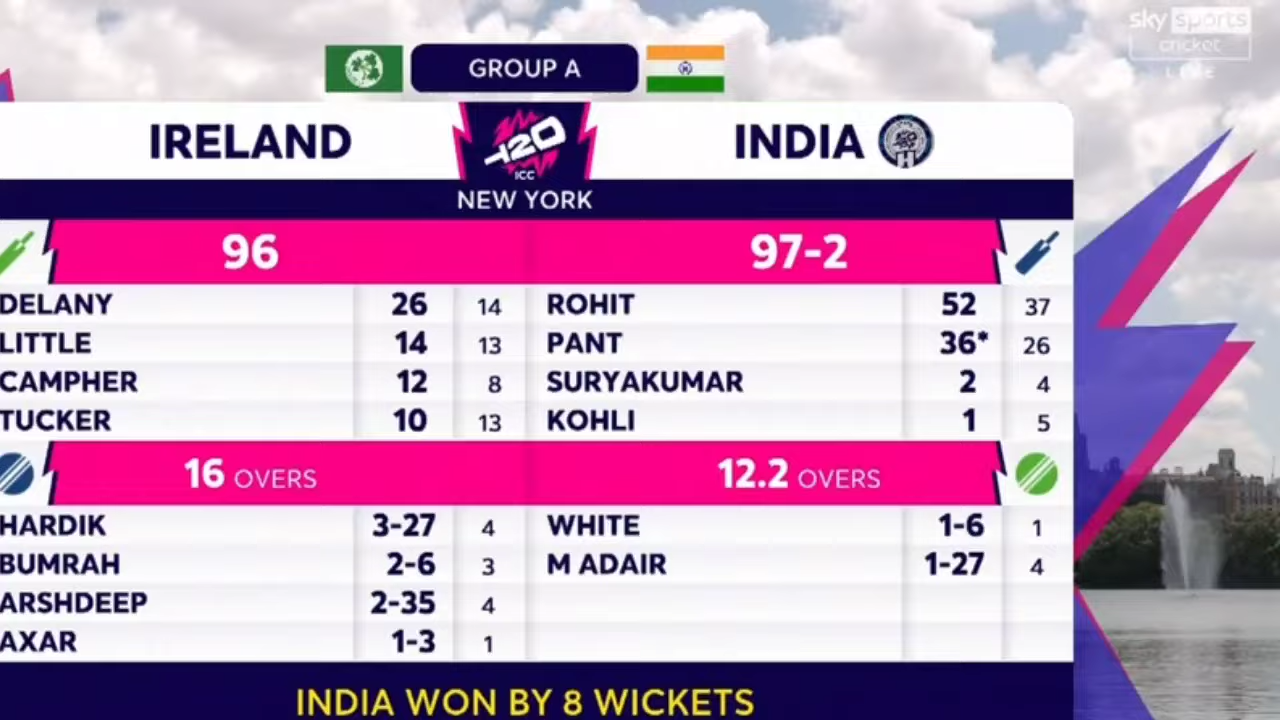 sky sports
cricket
LIVE
GROUP A
IRELAND
T20
ICC
INDIA
NEW YORK
96 97-2
DELANY 26 14 ROHIT 52 37
LITTLE 14 13 PANT 36* 26
CAMPHER 12 8 SURYAKUMAR 2 4
TUCKER 10 13 KOHLI 1 5
16 OVERS 12.2 OVERS
HARDIK 3-27 4 WHITE 1-6 1
BUMRAH 2-6 3 M ADAIR 1-27 4
ARSHDEEP 2-35 4
AXAR 1-3 1
INDIA WON BY 8 WICKETS